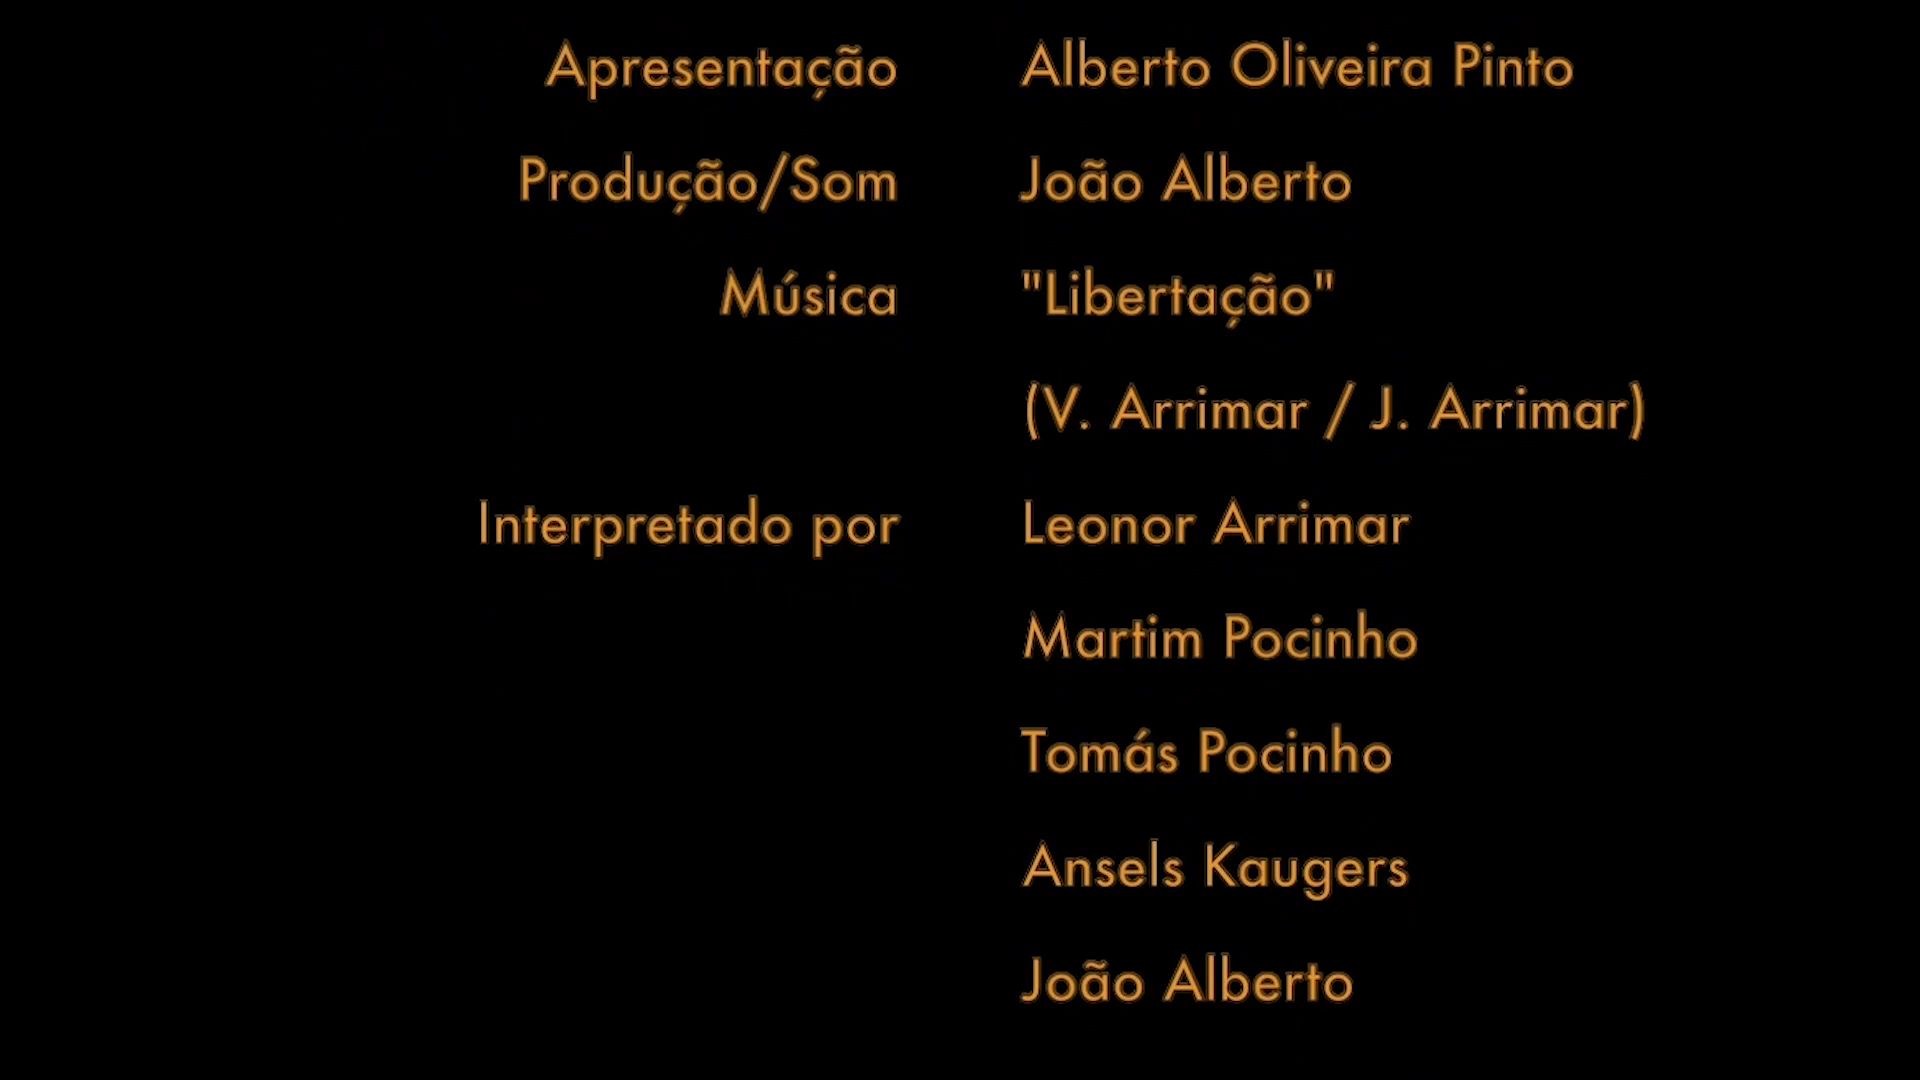 Apresentação Alberto Oliveira Pinto
Produção/Som João Alberto
Música "Libertação"
(V. Arrimar / J. Arrimar)
Interpretado por Leonor Arrimar
Martim Pocinho
Tomás Pocinho
Ansels Kaugers
João Alberto